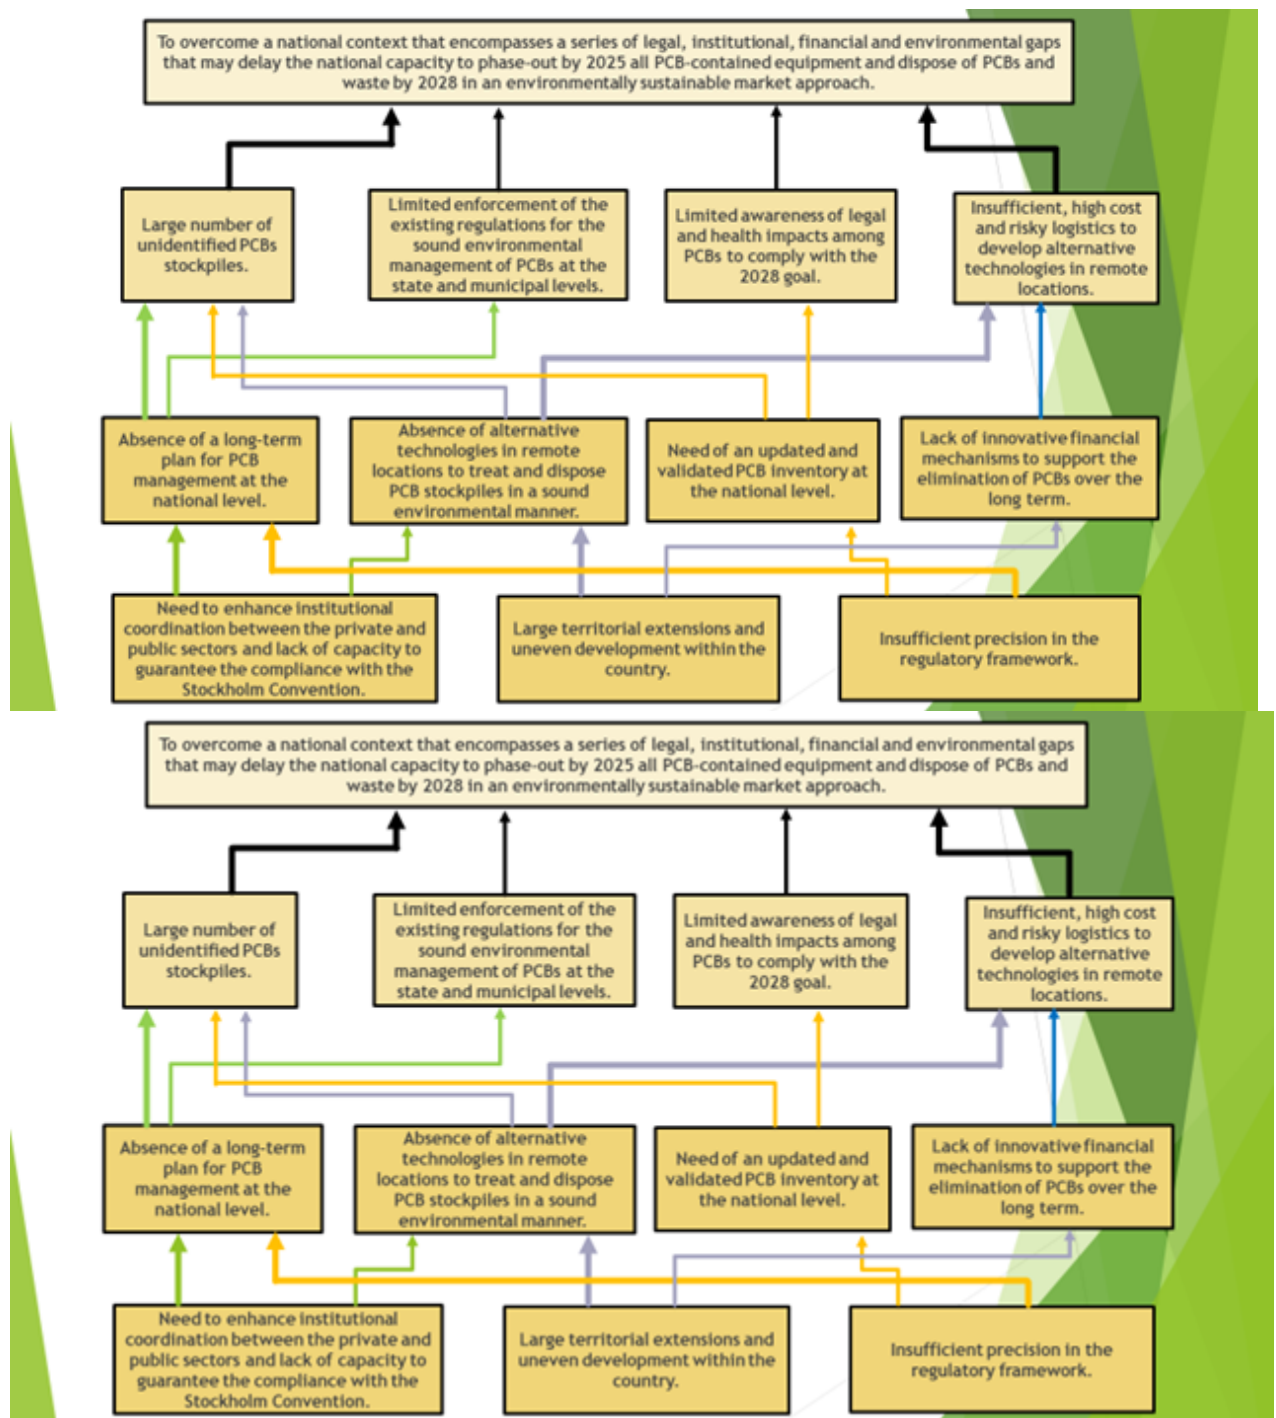 To overcome a national context that encompasses a series of legal, institutional, financial and environmental gaps
that may delay the national capacity to phase-out by 2025 all PCB-contained equipment and dispose of PCBs and
waste by 2028 in an environmentally sustainable market approach.
Large number of
unidentified PCBs
stockpiles.
Limited enforcement of the
existing regulations for the
sound environmental
management of PCBs at the
state and municipal levels.
Limited awareness of legal
and health impacts among
PCBs to comply with the
2028 goal.
Insufficient, high cost
and risky logistics to
develop alternative
technologies in remote
locations.
Absence of a long-term
plan for PCB
management at the
national level.
Absence of alternative
technologies in remote
locations to treat and dispose
PCB stockpiles in a sound
environmental manner.
Need of an updated and
validated PCB inventory at
the national level.
Lack of innovative financial
mechanisms to support the
elimination of PCBs over the
long term.
Need to enhance institutional
coordination between the private and
public sectors and lack of capacity to
guarantee the compliance with the
Stockholm Convention.
Large territorial extensions and
uneven development within the
country.
Insufficient precision in the
regulatory framework.
To overcome a national context that encompasses a series of legal, institutional, financial and environmental gaps
that may delay the national capacity to phase-out by 2025 all PCB-contained equipment and dispose of PCBs and
waste by 2028 in an environmentally sustainable market approach.
Large number of
unidentified PCBs
stockpiles.
Limited enforcement of the
existing regulations for the
sound environmental
management of PCBs at the
state and municipal levels.
Limited awareness of legal
and health impacts among
PCBs to comply with the
2028 goal.
Insufficient, high cost
and risky logistics to
develop alternative
technologies in remote
locations.
Absence of a long-term
plan for PCB
management at the
national level.
Absence of alternative
technologies in remote
locations to treat and dispose
PCB stockpiles in a sound
environmental manner.
Need of an updated and
validated PCB inventory at
the national level.
Lack of innovative financial
mechanisms to support the
elimination of PCBs over the
long term.
Need to enhance institutional
coordination between the private and
public sectors and lack of capacity to
guarantee the compliance with the
Stockholm Convention.
Large territorial extensions and
uneven development within the
country.
Insufficient precision in the
regulatory framework.